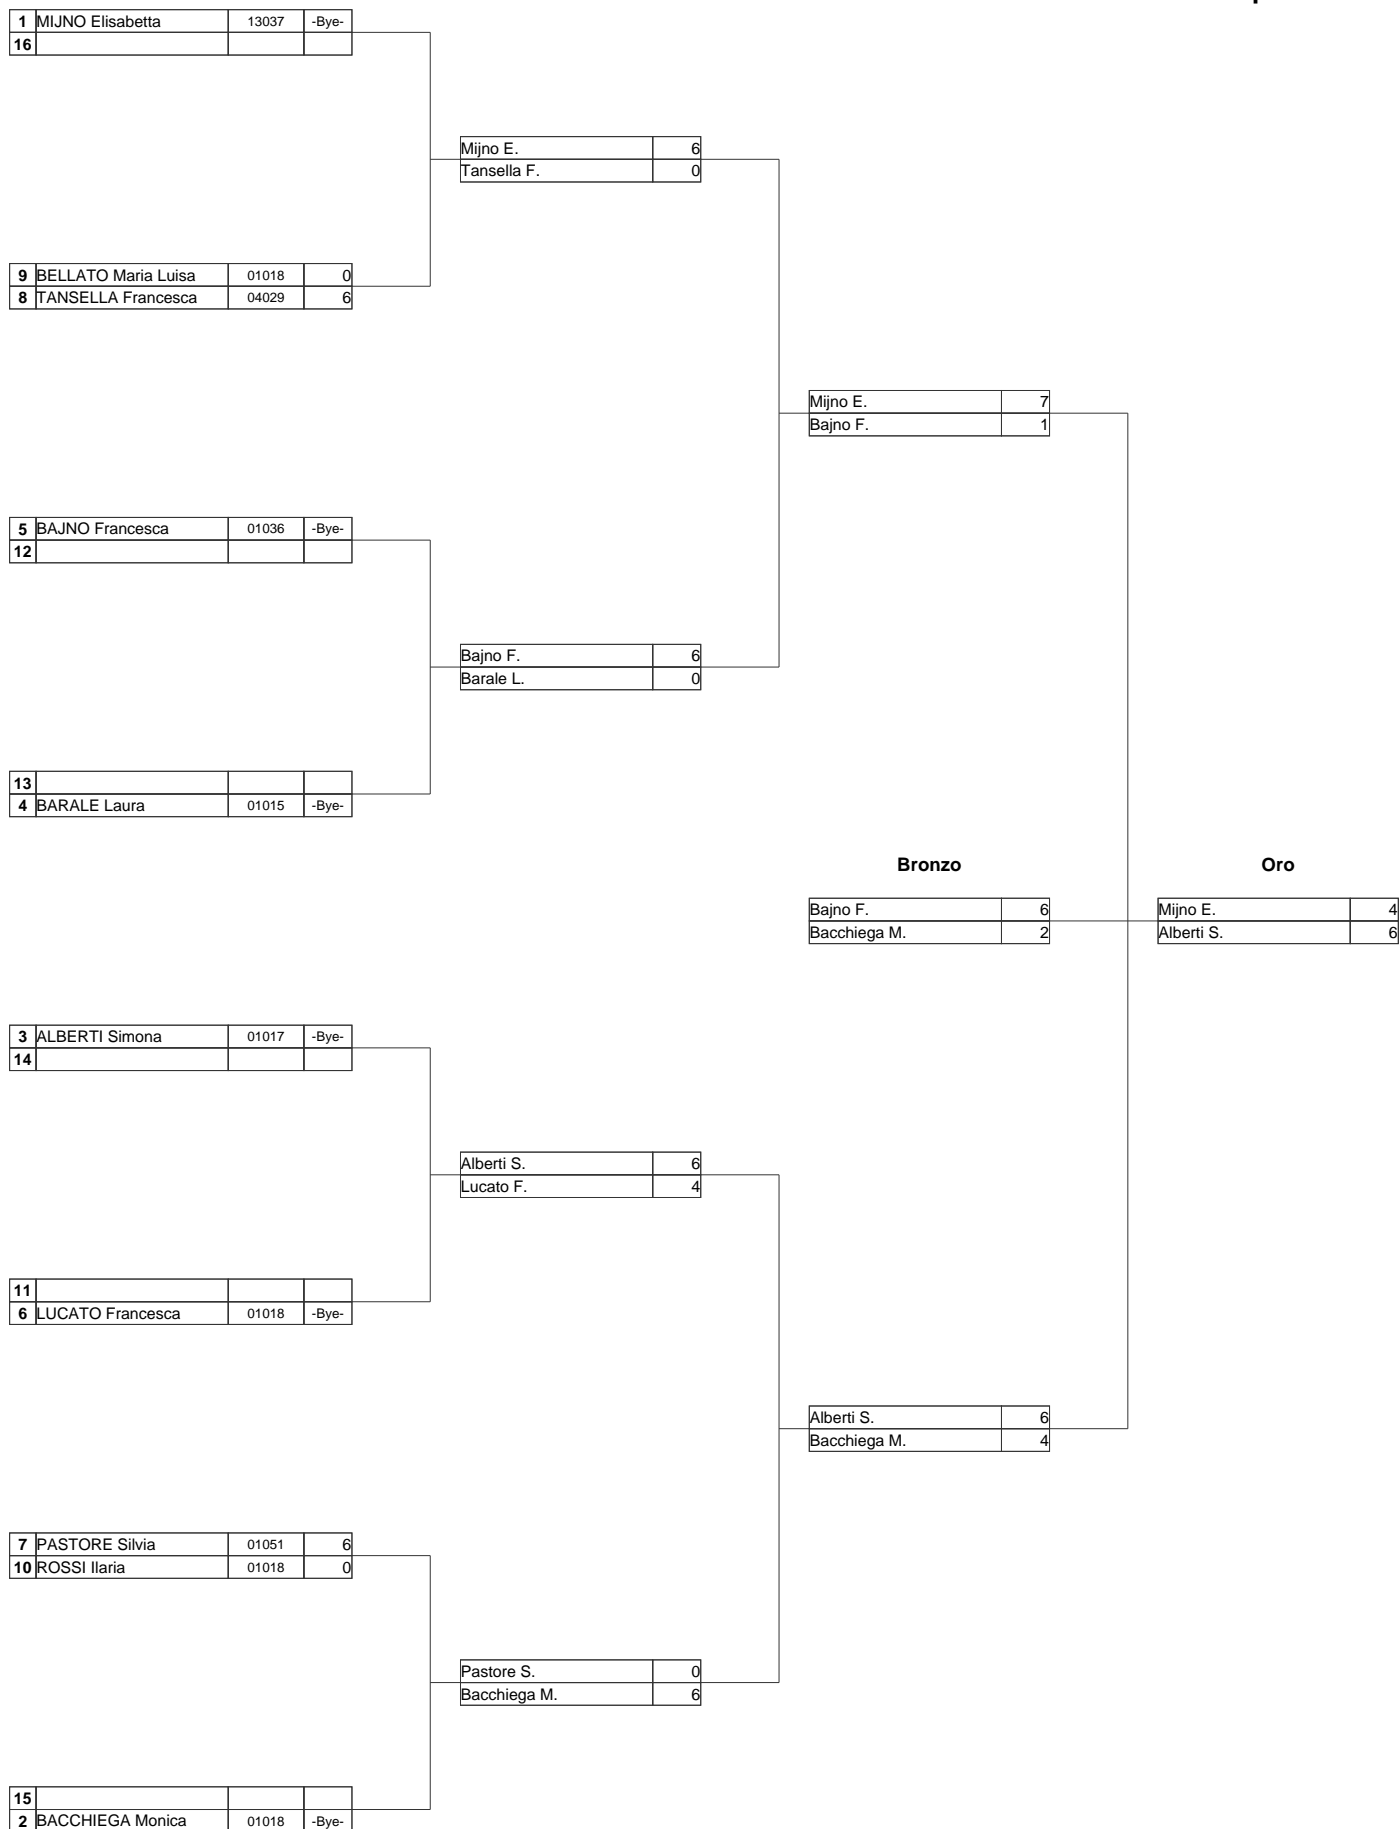 1 MIJNO Elisabetta 13037 -Bye-
16
Mijno E. 6
Tansella F. 0
9 BELLATO Maria Luisa 01018 0
8 TANSELLA Francesca 04029 6
Mijno E. 7
Bajno F. 1
5 BAJNO Francesca 01036 -Bye-
12
Bajno F. 6
Barale L. 0
13
4 BARALE Laura 01015 -Bye-
Bronzo Oro
Bajno F. 6 Mijno E. 4
Bacchiega M. 2 Alberti S. 6
3 ALBERTI Simona 01017 -Bye-
14
Alberti S. 6
Lucato F. 4
11
6 LUCATO Francesca 01018 -Bye-
Alberti S. 6
Bacchiega M. 4
7 PASTORE Silvia 01051 6
10 ROSSI Ilaria 01018 0
Pastore S. 0
Bacchiega M. 6
15
2 BACCHIEGA Monica 01018 -Bye-